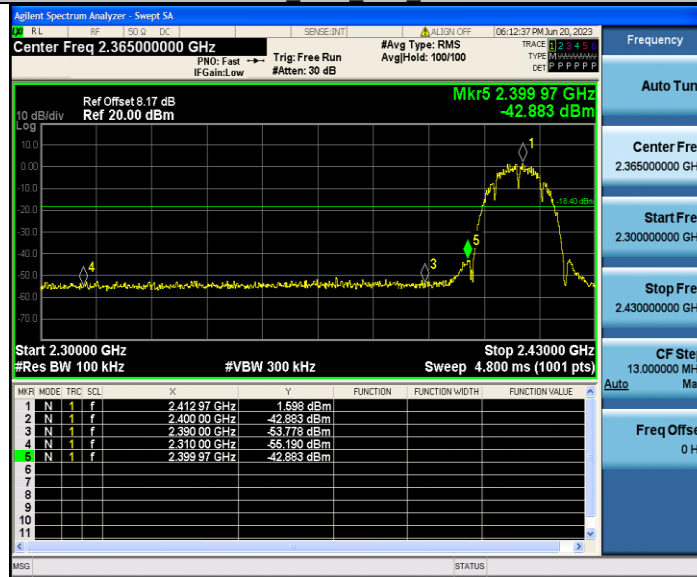 Agilent Spectrum Analyzer - Swept SA
RL RF 50 Ω DC SENSE:INT ALIGN OFF 06:12:37 PM Jun 20, 2023
Center Freq 2.365000000 GHz #Avg Type: RMS TRACE 1 2 3 4 5 6
PNO: Fast Trig: Free Run Avg|Hold: 100/100 TYPE M
IFGain:Low #Atten: 30 dB DET P P P P P P
Frequency
Auto Tun
Mkr5 2.399 97 GHz
-42.883 dBm
Ref Offset 8.17 dB
10 dB/div Ref 20.00 dBm
Log
10.0
0.00
-10.0
-20.0
-30.0
-40.0
-50.0
-60.0
-70.0
1
-18.40 dBm
5
3
4
Center Fre
2.365000000 GH
Start Fre
2.300000000 GH
Stop Fre
2.430000000 GH
CF Ste
13.000000 MH
Auto Ma
Freq Offse
0 H
Start 2.30000 GHz Stop 2.43000 GHz
#Res BW 100 kHz #VBW 300 kHz Sweep 4.800 ms (1001 pts)
MKR MODE TRC SCL X Y FUNCTION FUNCTION WIDTH FUNCTION VALUE
1 N 1 f 2.412 97 GHz 1.598 dBm
2 N 1 f 2.400 00 GHz -42.883 dBm
3 N 1 f 2.390 00 GHz -53.778 dBm
4 N 1 f 2.310 00 GHz -55.190 dBm
5 N 1 f 2.399 97 GHz -42.883 dBm
6
7
8
9
10
11
MSG STATUS